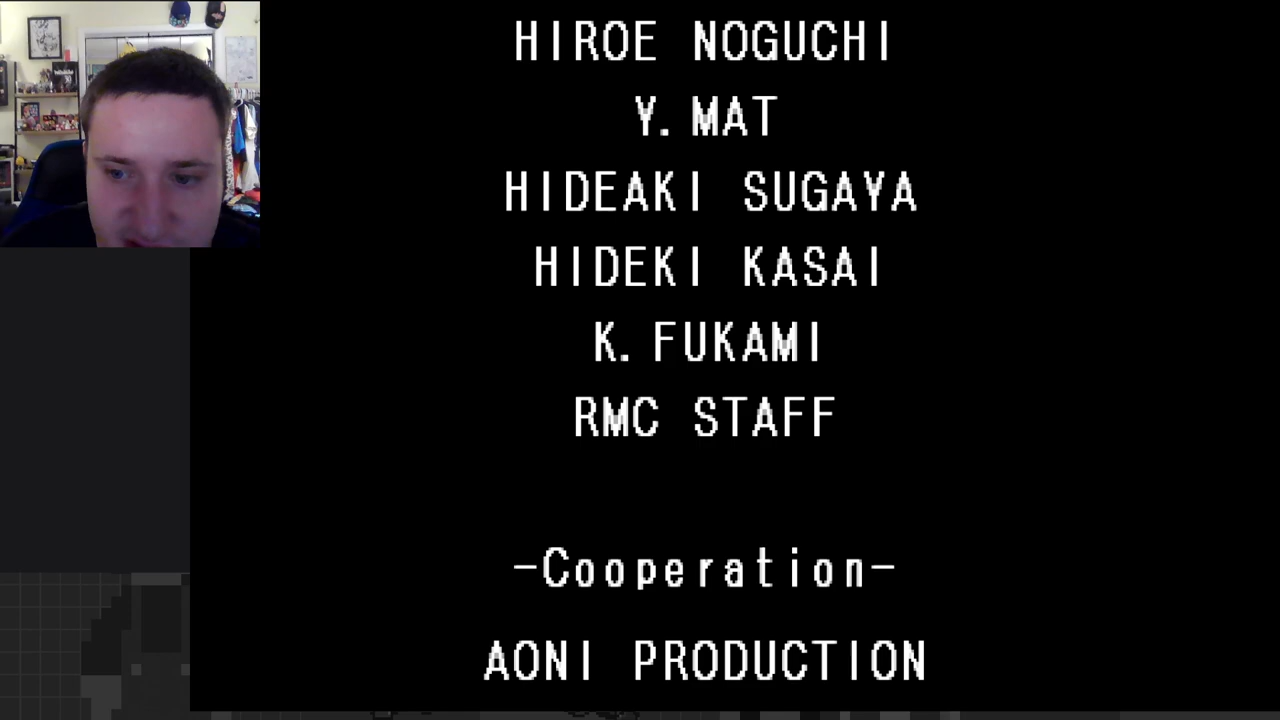 HIROE NOGUCHI
Y. MAT
HIDEAKI SUGAYA
HIDEKI KASAI
K. FUKAMI
RMC STAFF
-Cooperation-
AONI PRODUCTION